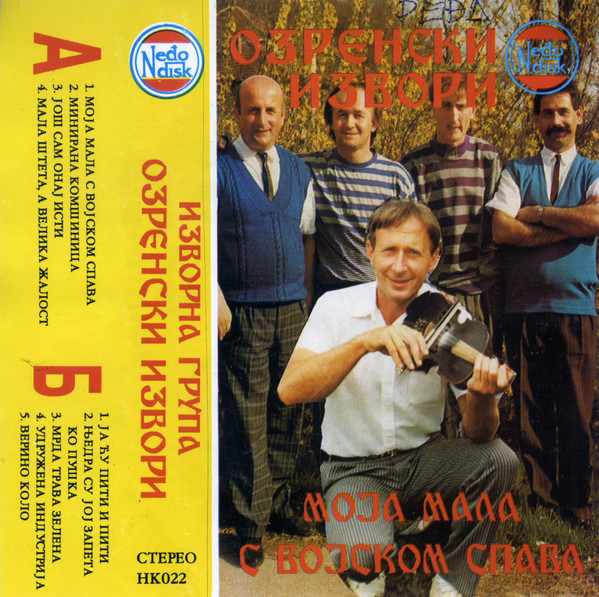 Nedo
disk
А
1. МОЈА МАЛА С ВОЈСКОМ СПАВА
2. МИНИРАНА КОМШИНИЦА
3. ЈОШ САМ ОНАЈ ИСТИ
4. МАЛА ШТЕТА, А ВЕЛИКА ЖАЛОСТ
Б
1. ЈА ЋУ ПИТИ И ПИТИ
2. ЊЕДРА СУ ЈОЈ ЗАПЕТА
КО ПУШКА
3. МРДА ТРАВА ЗЕЛЕНА
4. УДРУЖЕНА ИНДУСТРИЈА
5. ВЕРИНО КОЛО
ИЗВОРНА ГРУПА
ОЗРЕНСКИ ИЗВОРИ
СТЕРЕО
НК022
ОЗРЕНСКИ
ИЗВОРИ
Neđo
disk
МОЈА МАЛА
С ВОЈСКОМ СПАВА